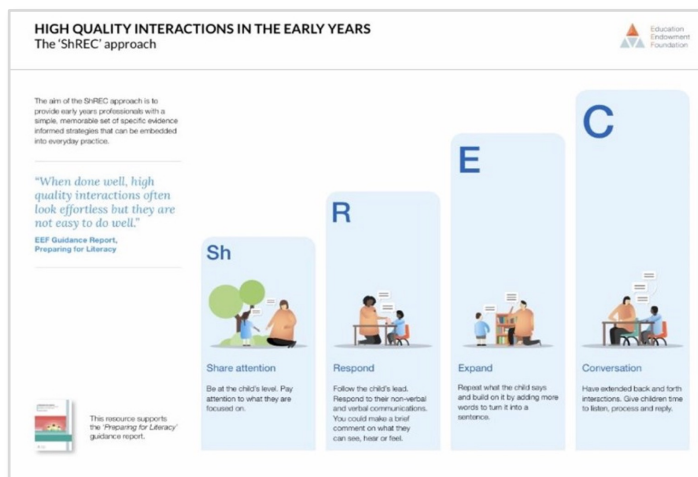 HIGH QUALITY INTERACTIONS IN THE EARLY YEARS
The ‘ShREC’ approach
Education
Endowment
Foundation
The aim of the ShREC approach is to
provide early years professionals with a
simple, memorable set of specific evidence
informed strategies that can be embedded
into everyday practice.
“When done well, high
quality interactions often
look effortless but they are
not easy to do well.”
EEF Guidance Report,
Preparing for Literacy
This resource supports
the ‘Preparing for Literacy’
guidance report.
Sh
Share attention
Be at the child's level. Pay
attention to what they are
focused on.
R
Respond
Follow the child's lead.
Respond to their non-verbal
and verbal communications.
You could make a brief
comment on what they
can see, hear or feel.
E
Expand
Repeat what the child says
and build on it by adding more
words to turn it into a
sentence.
C
Conversation
Have extended back and forth
interactions. Give children time
to listen, process and reply.